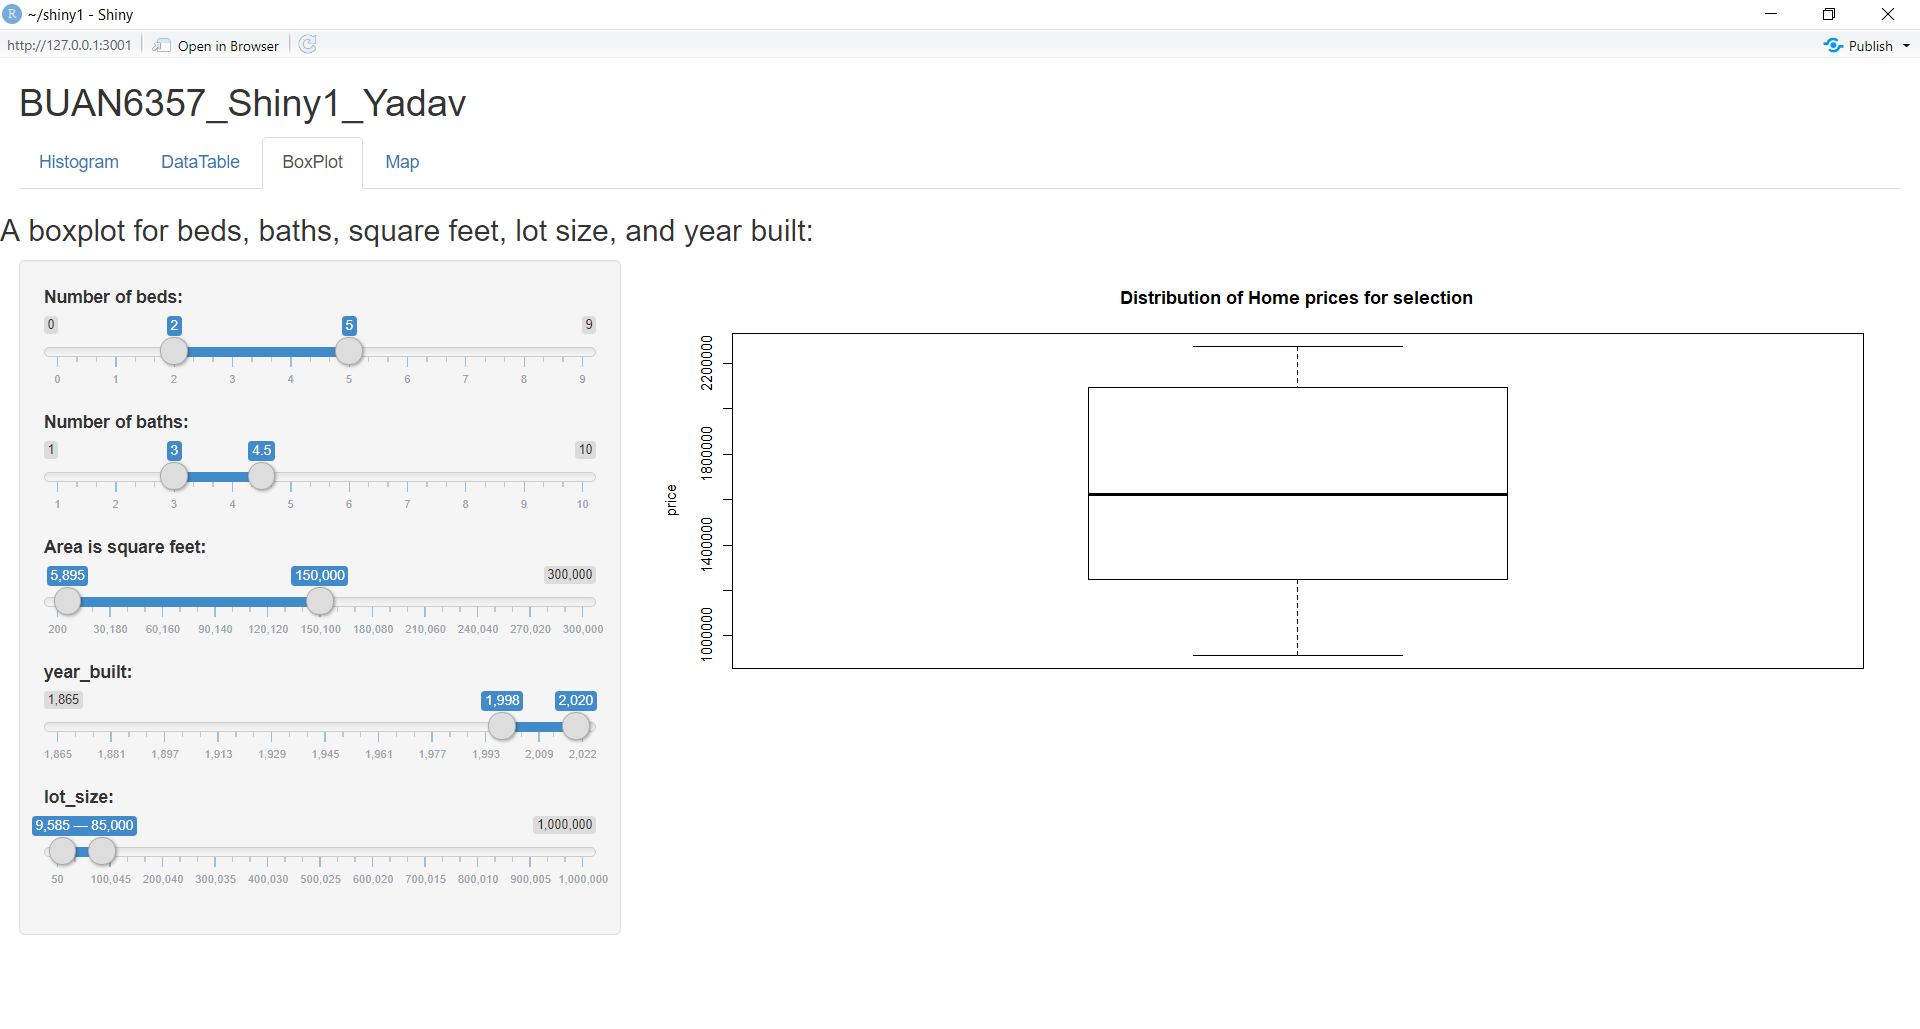 R ~/shiny1 - Shiny
http://127.0.0.1:3001 Open in Browser Publish
BUAN6357_Shiny1_Yadav
Histogram DataTable BoxPlot Map
A boxplot for beds, baths, square feet, lot size, and year built:
Number of beds:
0 2 5 9
0 1 2 3 4 5 6 7 8 9
Number of baths:
1 3 4.5 10
1 2 3 4 5 6 7 8 9 10
Area is square feet:
5,895 150,000 300,000
200 30,180 60,160 90,140 120,120 150,100 180,080 210,060 240,040 270,020 300,000
year_built:
1,865 1,998 2,020
1,865 1,881 1,897 1,913 1,929 1,945 1,961 1,977 1,993 2,009 2,022
lot_size:
9,585 — 85,000 1,000,000
50 100,045 200,040 300,035 400,030 500,025 600,020 700,015 800,010 900,005 1,000,000
Distribution of Home prices for selection
price
2200000
1800000
1400000
1000000